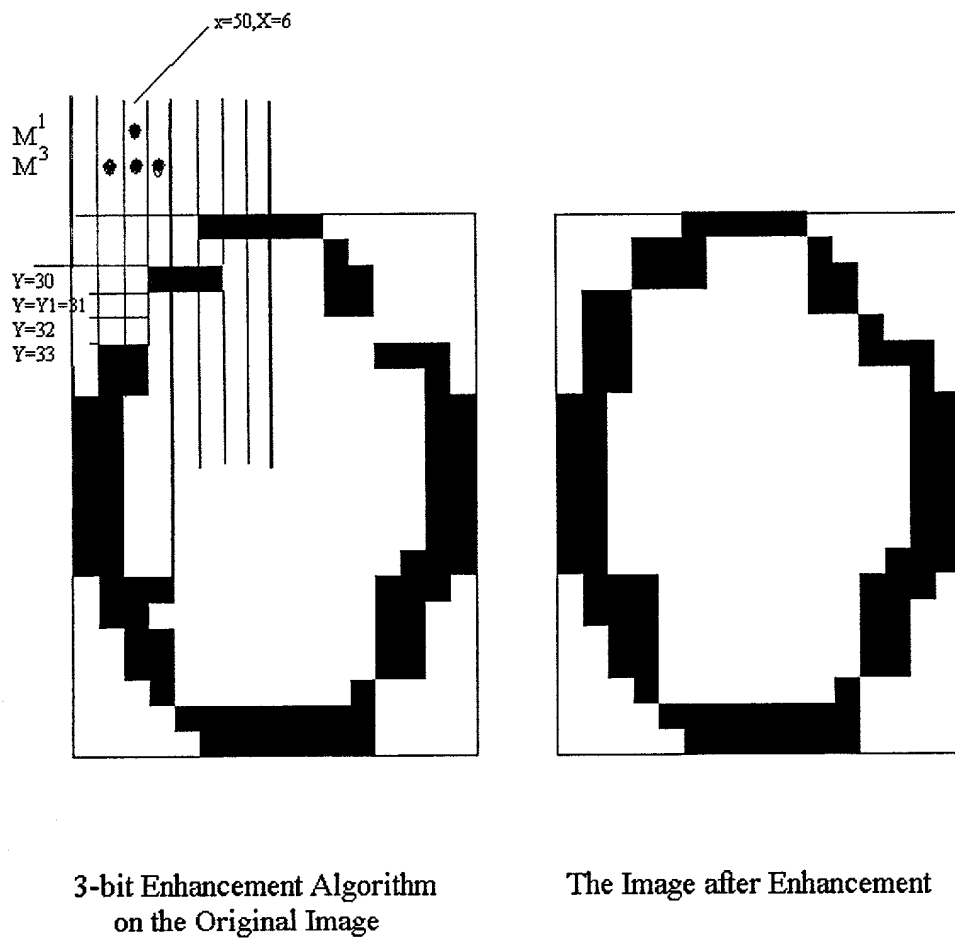 x=50,X=6
M¹
M³
Y=30
Y=Y1=31
Y=32
Y=33
3-bit Enhancement Algorithm
on the Original Image
The Image after Enhancement